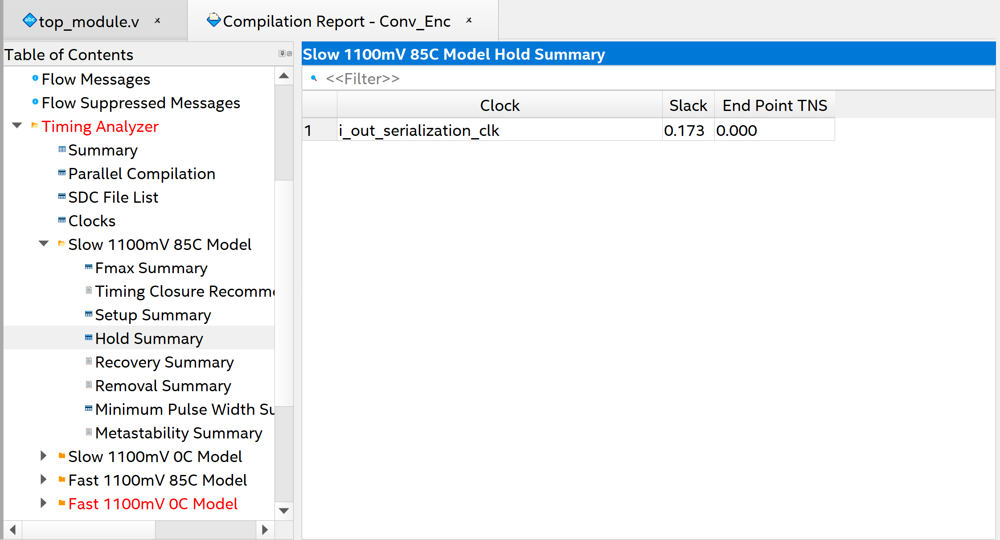 top_module.v
Compilation Report - Conv_Enc
Table of Contents
Flow Messages
Flow Suppressed Messages
Timing Analyzer
Summary
Parallel Compilation
SDC File List
Clocks
Slow 1100mV 85C Model
Fmax Summary
Timing Closure Recomme
Setup Summary
Hold Summary
Recovery Summary
Removal Summary
Minimum Pulse Width Su
Metastability Summary
Slow 1100mV 0C Model
Fast 1100mV 85C Model
Fast 1100mV 0C Model
Slow 1100mV 85C Model Hold Summary
<<Filter>>
Clock Slack End Point TNS
1 i_out_serialization_clk 0.173 0.000